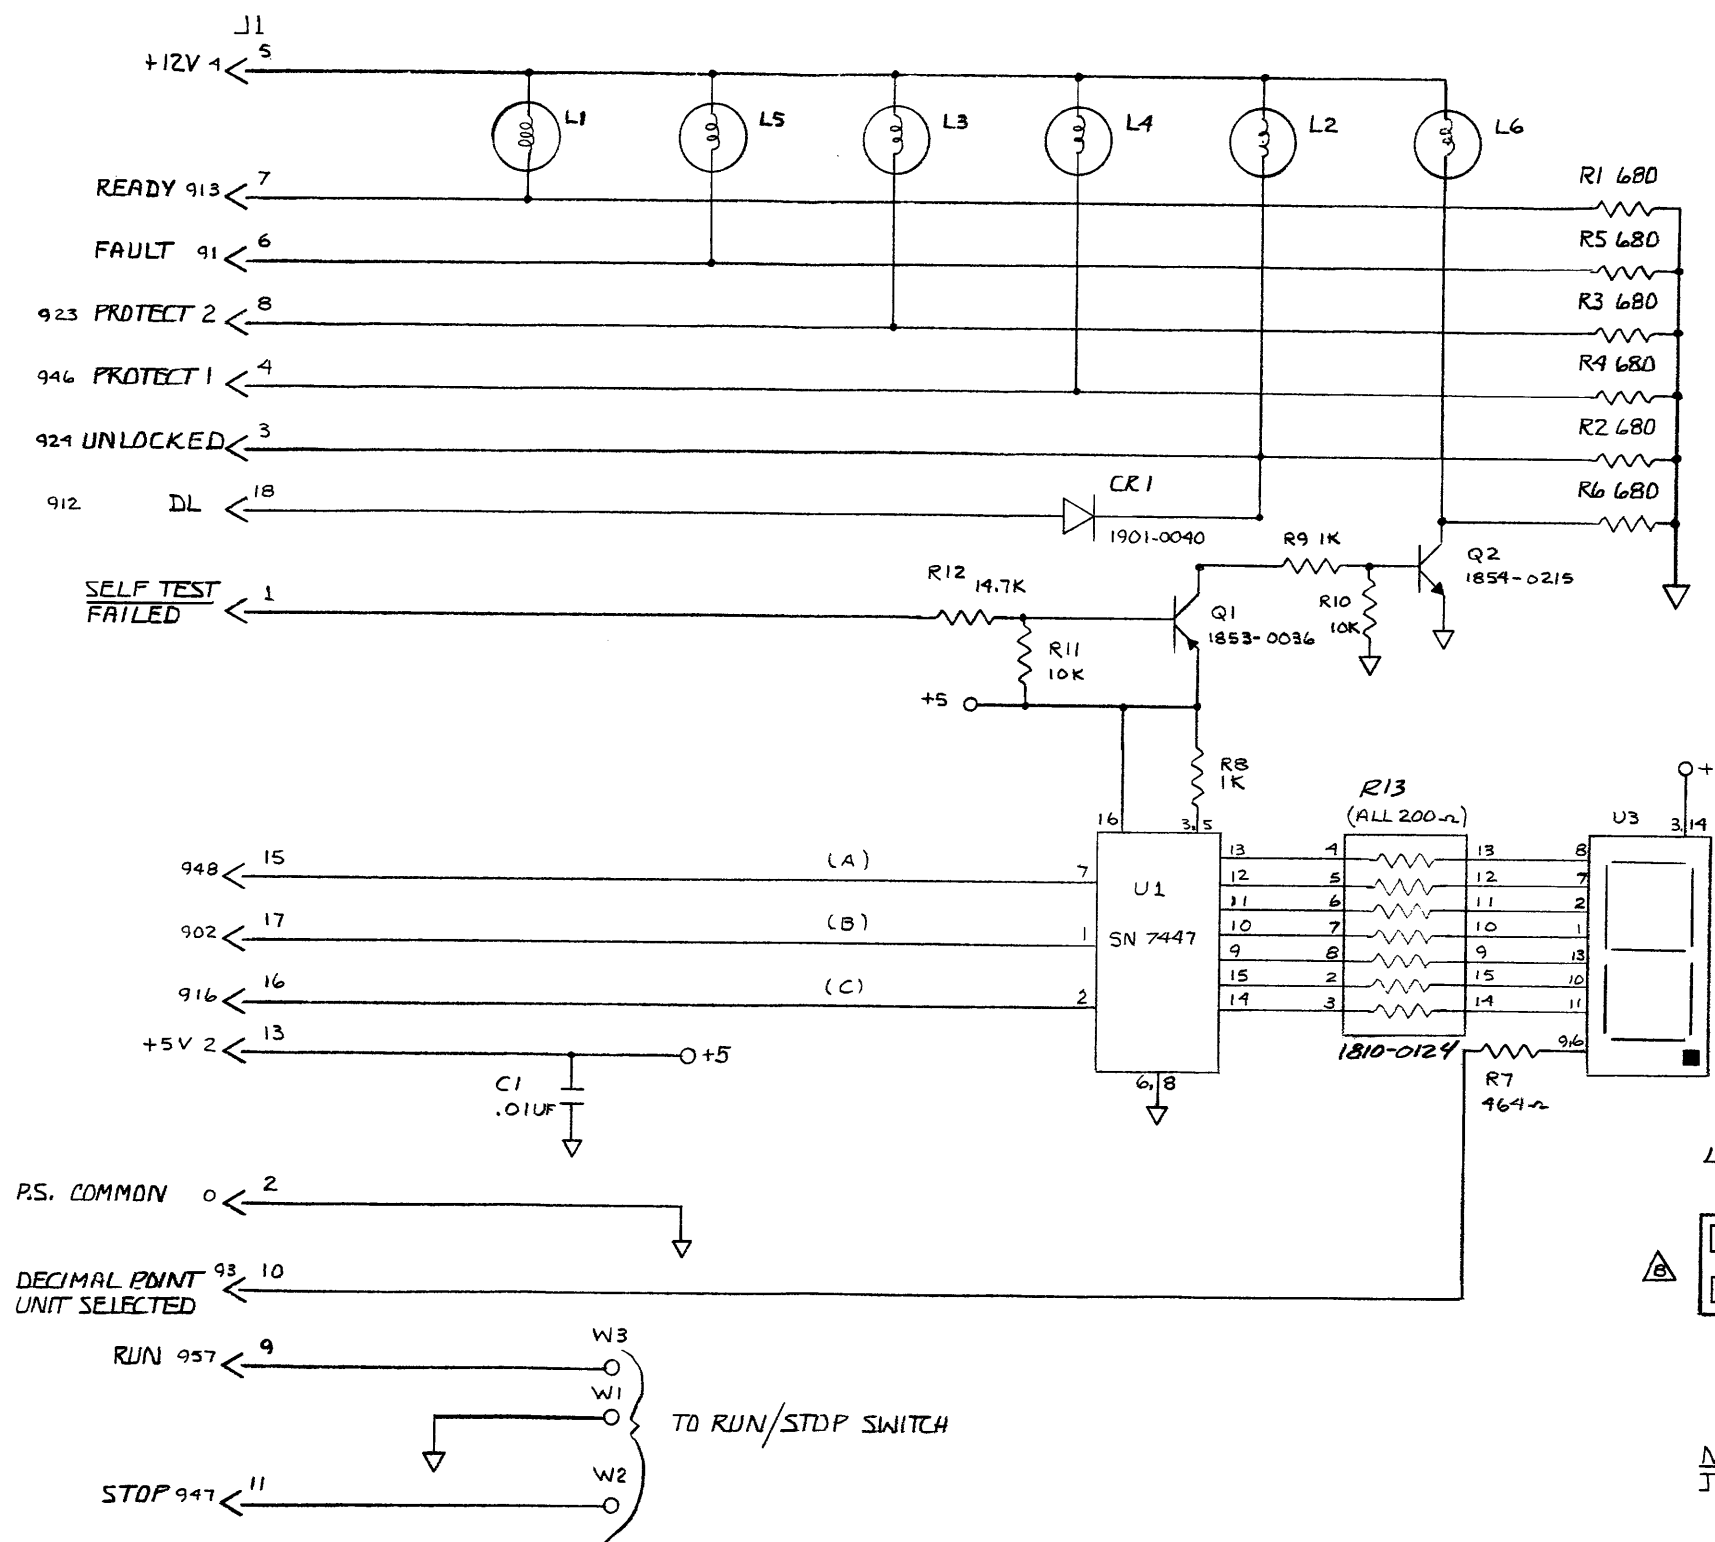 J1
+12V 4 5
L1
L5
L3
L4
L2
L6
READY 913 7
R1 680
FAULT 91 6
R5 680
923 PROTECT 2 8
R3 680
946 PROTECT 1 4
R4 680
924 UNLOCKED 3
R2 680
912 DL 18
CR1
1901-0040
R6 680
R9 1K
Q2
1854-0215
SELF TEST
FAILED
1
R12 14.7K
R10
10K
Q1
1853-0036
R11
10K
+5
R8
1K
+
R13
(ALL 200Ω)
U3
16
3,5
3,14
948 15
(A)
7
U1
SN 7447
902 17
(B)
1
916 16
(C)
2
13 4 13 8
12 5 12 7
11 6 11 2
10 7 10 1
9 8 9 13
15 2 15 10
14 3 14 11
+5V 2 13
+5
C1
.01UF
6,8
1810-0124
9,6
R7
464Ω
P.S. COMMON 0 2
DECIMAL POINT 93 10
UNIT SELECTED
B
RUN 957 9
W3
W1
TO RUN/STOP SWITCH
STOP 947 11
W2